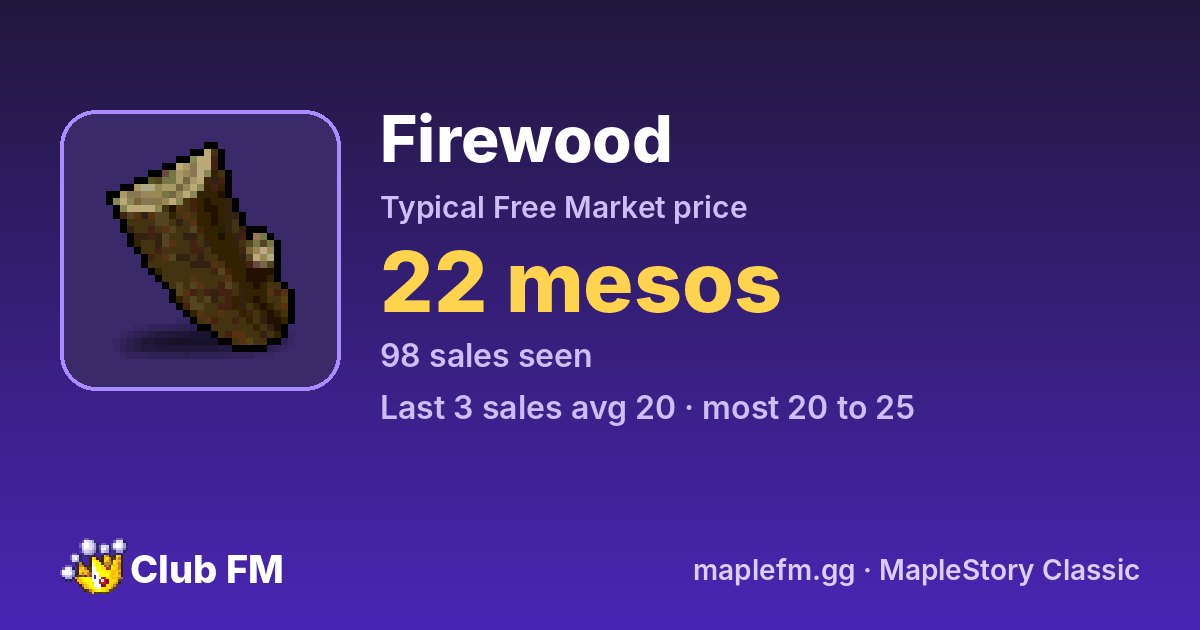 Firewood
Typical Free Market price
22 mesos
98 sales seen
Last 3 sales avg 20 · most 20 to 25
Club FM
maplefm.gg · MapleStory Classic